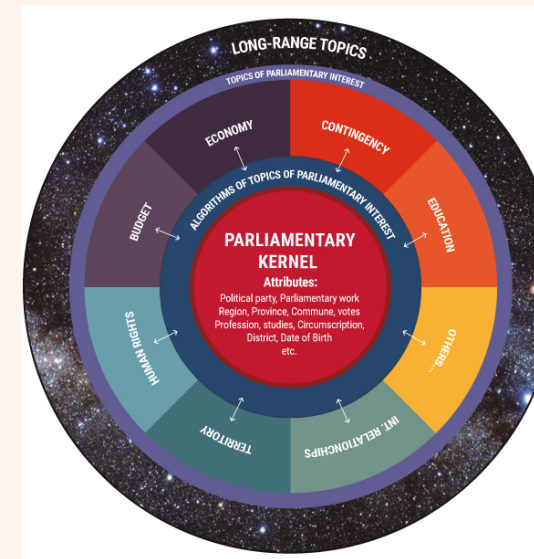 LONG-RANGE TOPICS
TOPICS OF PARLIAMENTARY INTEREST
ECONOMY
CONTINGENCY
BUDGET
EDUCATION
ALGORITHMS OF TOPICS OF PARLIAMENTARY INTEREST
PARLIAMENTARY
KERNEL
Attributes:
Political party, Parliamentary work
Region, Province, Commune, votes
Profession, studies, Circumscription,
District, Date of Birth
etc.
HUMAN RIGHTS
OTHERS...
TERRITORY
INT. RELATIONCHIPS